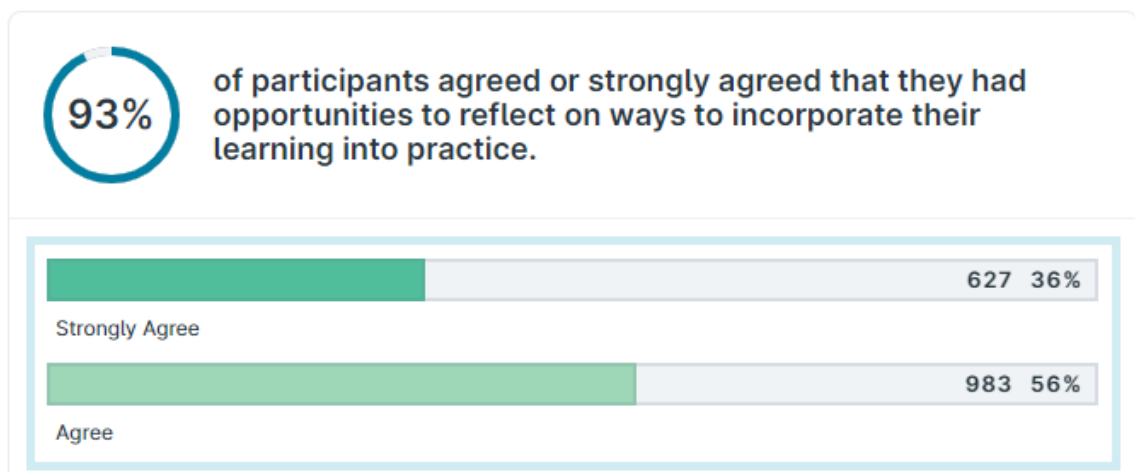 93%
of participants agreed or strongly agreed that they had
opportunities to reflect on ways to incorporate their
learning into practice.
627 36%
Strongly Agree
983 56%
Agree